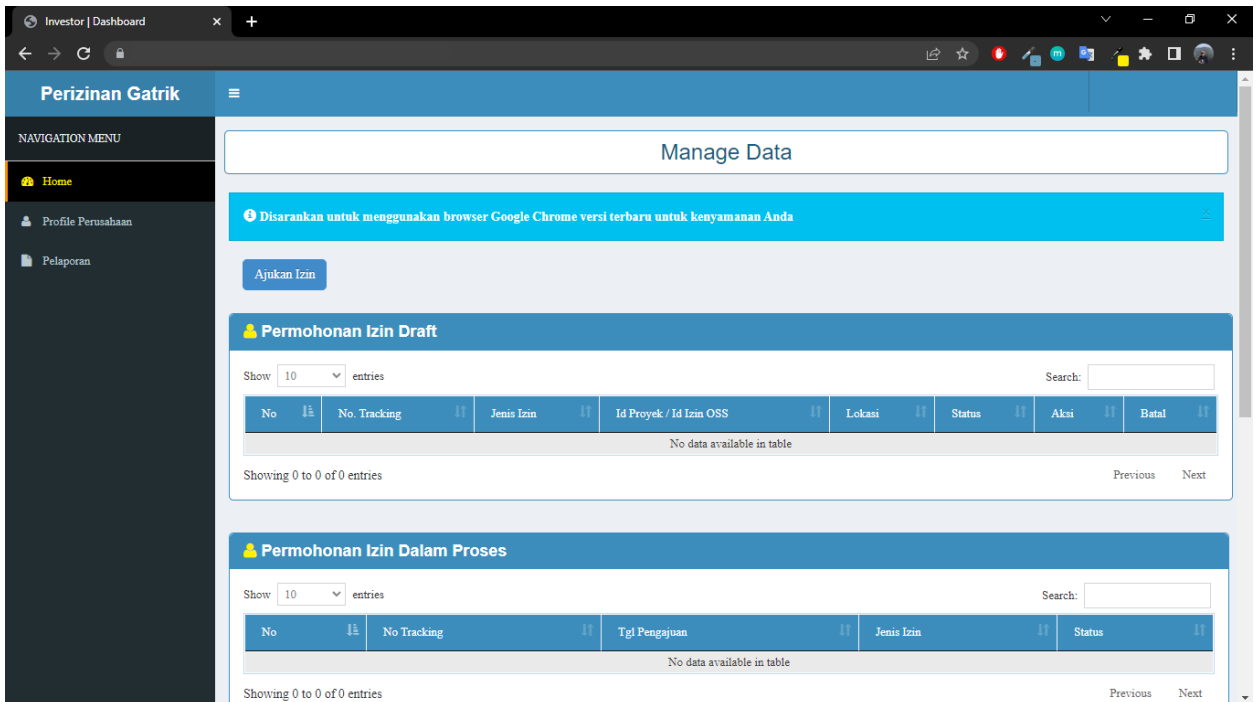 Investor | Dashboard
Perizinan Gatrik
NAVIGATION MENU
Home
Profile Perusahaan
Pelaporan
Manage Data
Disarankan untuk menggunakan browser Google Chrome versi terbaru untuk kenyamanan Anda
×
Ajukan Izin
Permohonan Izin Draft
Show 10 entries Search:
No No. Tracking Jenis Izin Id Proyek / Id Izin OSS Lokasi Status Aksi Batal
No data available in table
Showing 0 to 0 of 0 entries Previous Next
Permohonan Izin Dalam Proses
Show 10 entries Search:
No No Tracking Tgl Pengajuan Jenis Izin Status
No data available in table
Showing 0 to 0 of 0 entries Previous Next